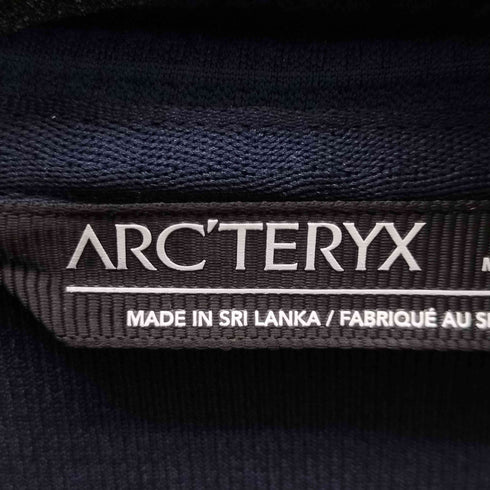 ARC'TERYX
MADE IN SRI LANKA / FABRIQUÉ AU